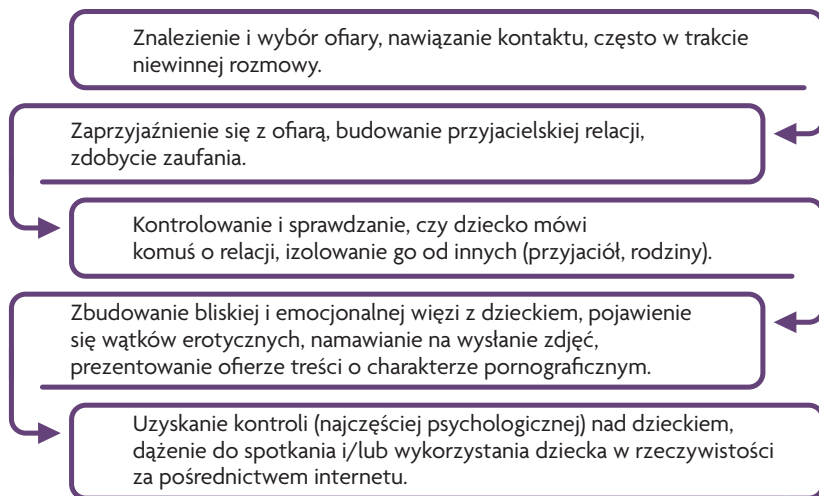 Znalezienie i wybór ofiary, nawiązanie kontaktu, często w trakcie
niewinnej rozmowy.
Zaprzyjaźnienie się z ofiarą, budowanie przyjacielskiej relacji,
zdobycie zaufania.
Kontrolowanie i sprawdzanie, czy dziecko mówi
komuś o relacji, izolowanie go od innych (przyjaciół, rodziny).
Zbudowanie bliskiej i emocjonalnej więzi z dzieckiem, pojawienie
się wątków erotycznych, namawianie na wysłanie zdjęć,
prezentowanie ofierze treści o charakterze pornograficznym.
Uzyskanie kontroli (najczęściej psychologicznej) nad dzieckiem,
dążenie do spotkania i/lub wykorzystania dziecka w rzeczywistości
za pośrednictwem internetu.